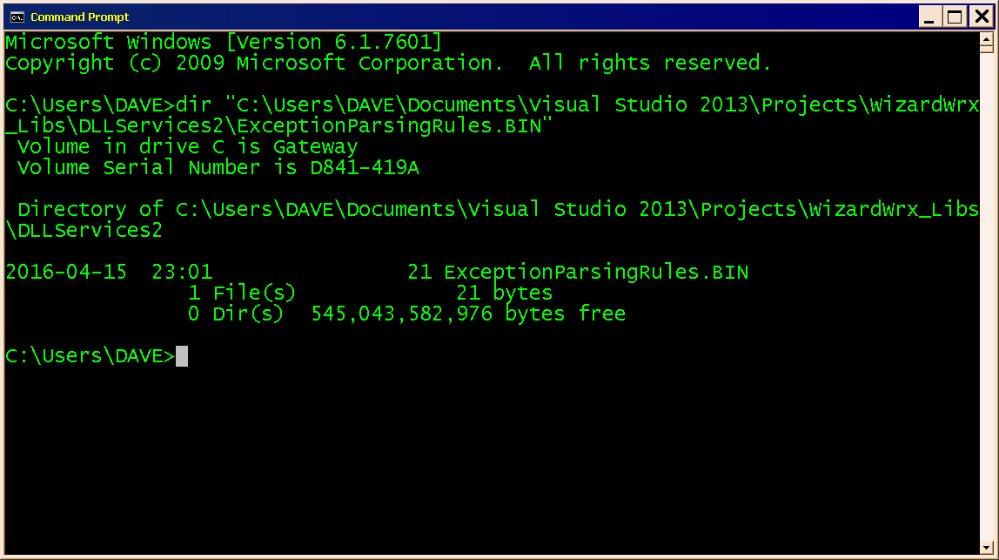 Command Prompt
Microsoft Windows [Version 6.1.7601]
Copyright (c) 2009 Microsoft Corporation.  All rights reserved.
C:\Users\DAVE>dir "C:\Users\DAVE\Documents\Visual Studio 2013\Projects\WizardWrx
_Libs\DLLServices2\ExceptionParsingRules.BIN"
 Volume in drive C is Gateway
 Volume Serial Number is D841-419A
 Directory of C:\Users\DAVE\Documents\Visual Studio 2013\Projects\WizardWrx_Libs
\DLLServices2
2016-04-15  23:01                21 ExceptionParsingRules.BIN
               1 File(s)             21 bytes
               0 Dir(s)  545,043,582,976 bytes free
C:\Users\DAVE>